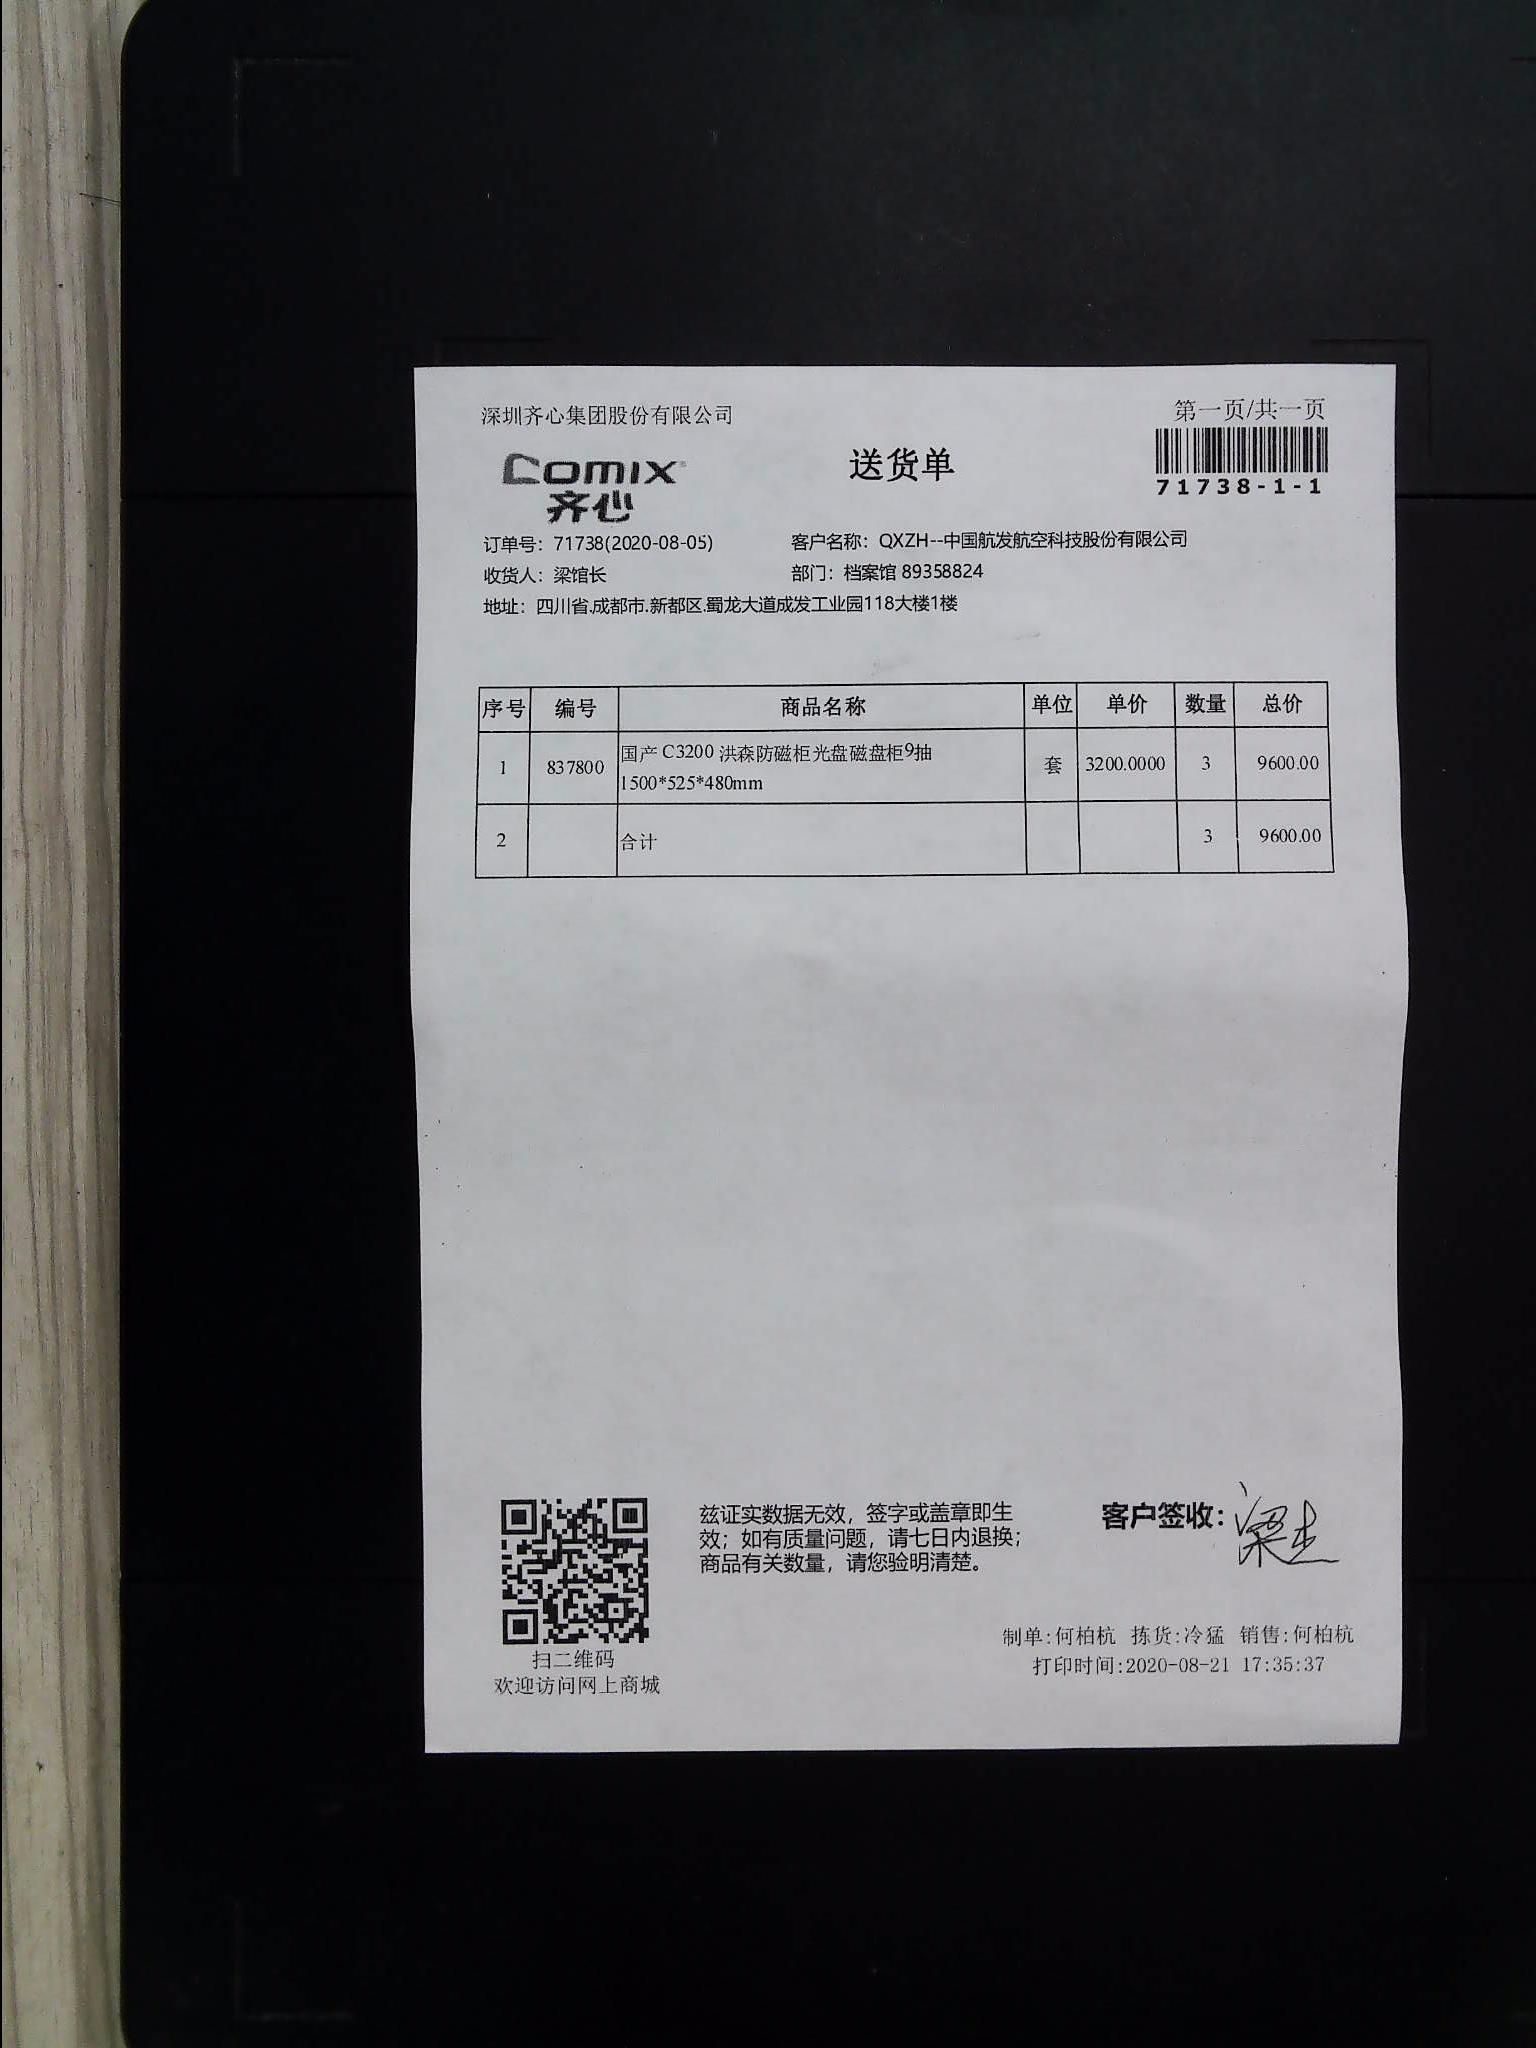 深圳齐心集团股份有限公司
第一页/共一页
COMIX
齐心
送货单
71738-1-1
订单号：71738(2020-08-05)
客户名称：QXZH--中国航发航空科技股份有限公司
收货人：梁馆长
部门：档案馆 89358824
地址：四川省.成都市.新都区.蜀龙大道成发工业园118大楼1楼
序号 编号 商品名称 单位 单价 数量 总价
1 837800 国产 C3200 洪森防磁柜光盘磁盘柜9抽 套 3200.0000 3 9600.00
1500*525*480mm
2 合计 3 9600.00
兹证实数据无效，签字或盖章即生
效；如有质量问题，请七日内退换；
商品有关数量，请您验明清楚。
客户签收：梁
扫二维码
欢迎访问网上商城
制单:何柏杭 拣货:冷猛 销售:何柏杭
打印时间:2020-08-21 17:35:37